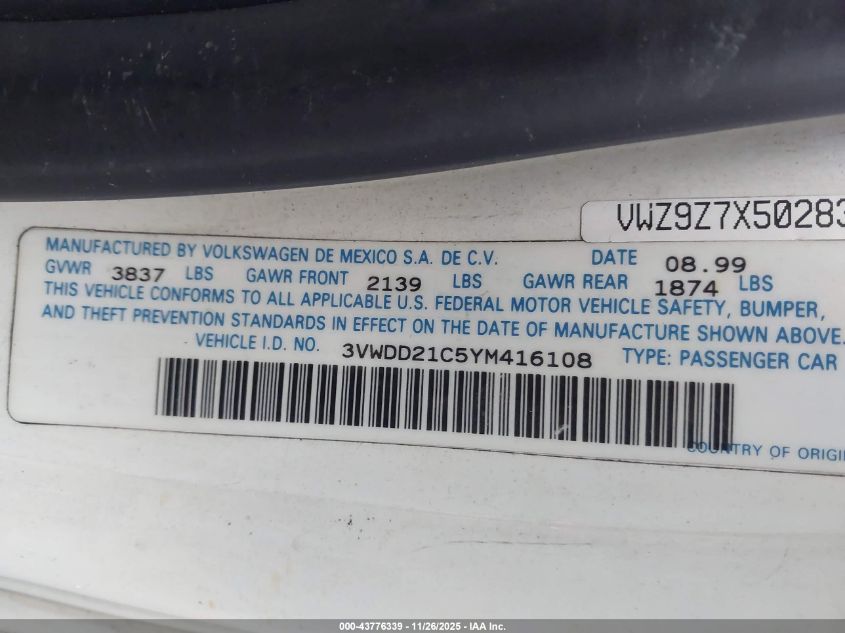 VWZ9Z7X50283
MANUFACTURED BY VOLKSWAGEN DE MEXICO S.A. DE C.V. DATE 08.99
GVWR 3837 LBS GAWR FRONT 2139 LBS GAWR REAR 1874 LBS
THIS VEHICLE CONFORMS TO ALL APPLICABLE U.S. FEDERAL MOTOR VEHICLE SAFETY, BUMPER,
AND THEFT PREVENTION STANDARDS IN EFFECT ON THE DATE OF MANUFACTURE SHOWN ABOVE.
VEHICLE I.D. NO. 3VWDD21C5YM416108 TYPE: PASSENGER CAR
COUNTRY OF ORIGI
000-43776339 - 11/26/2025 - IAA Inc.